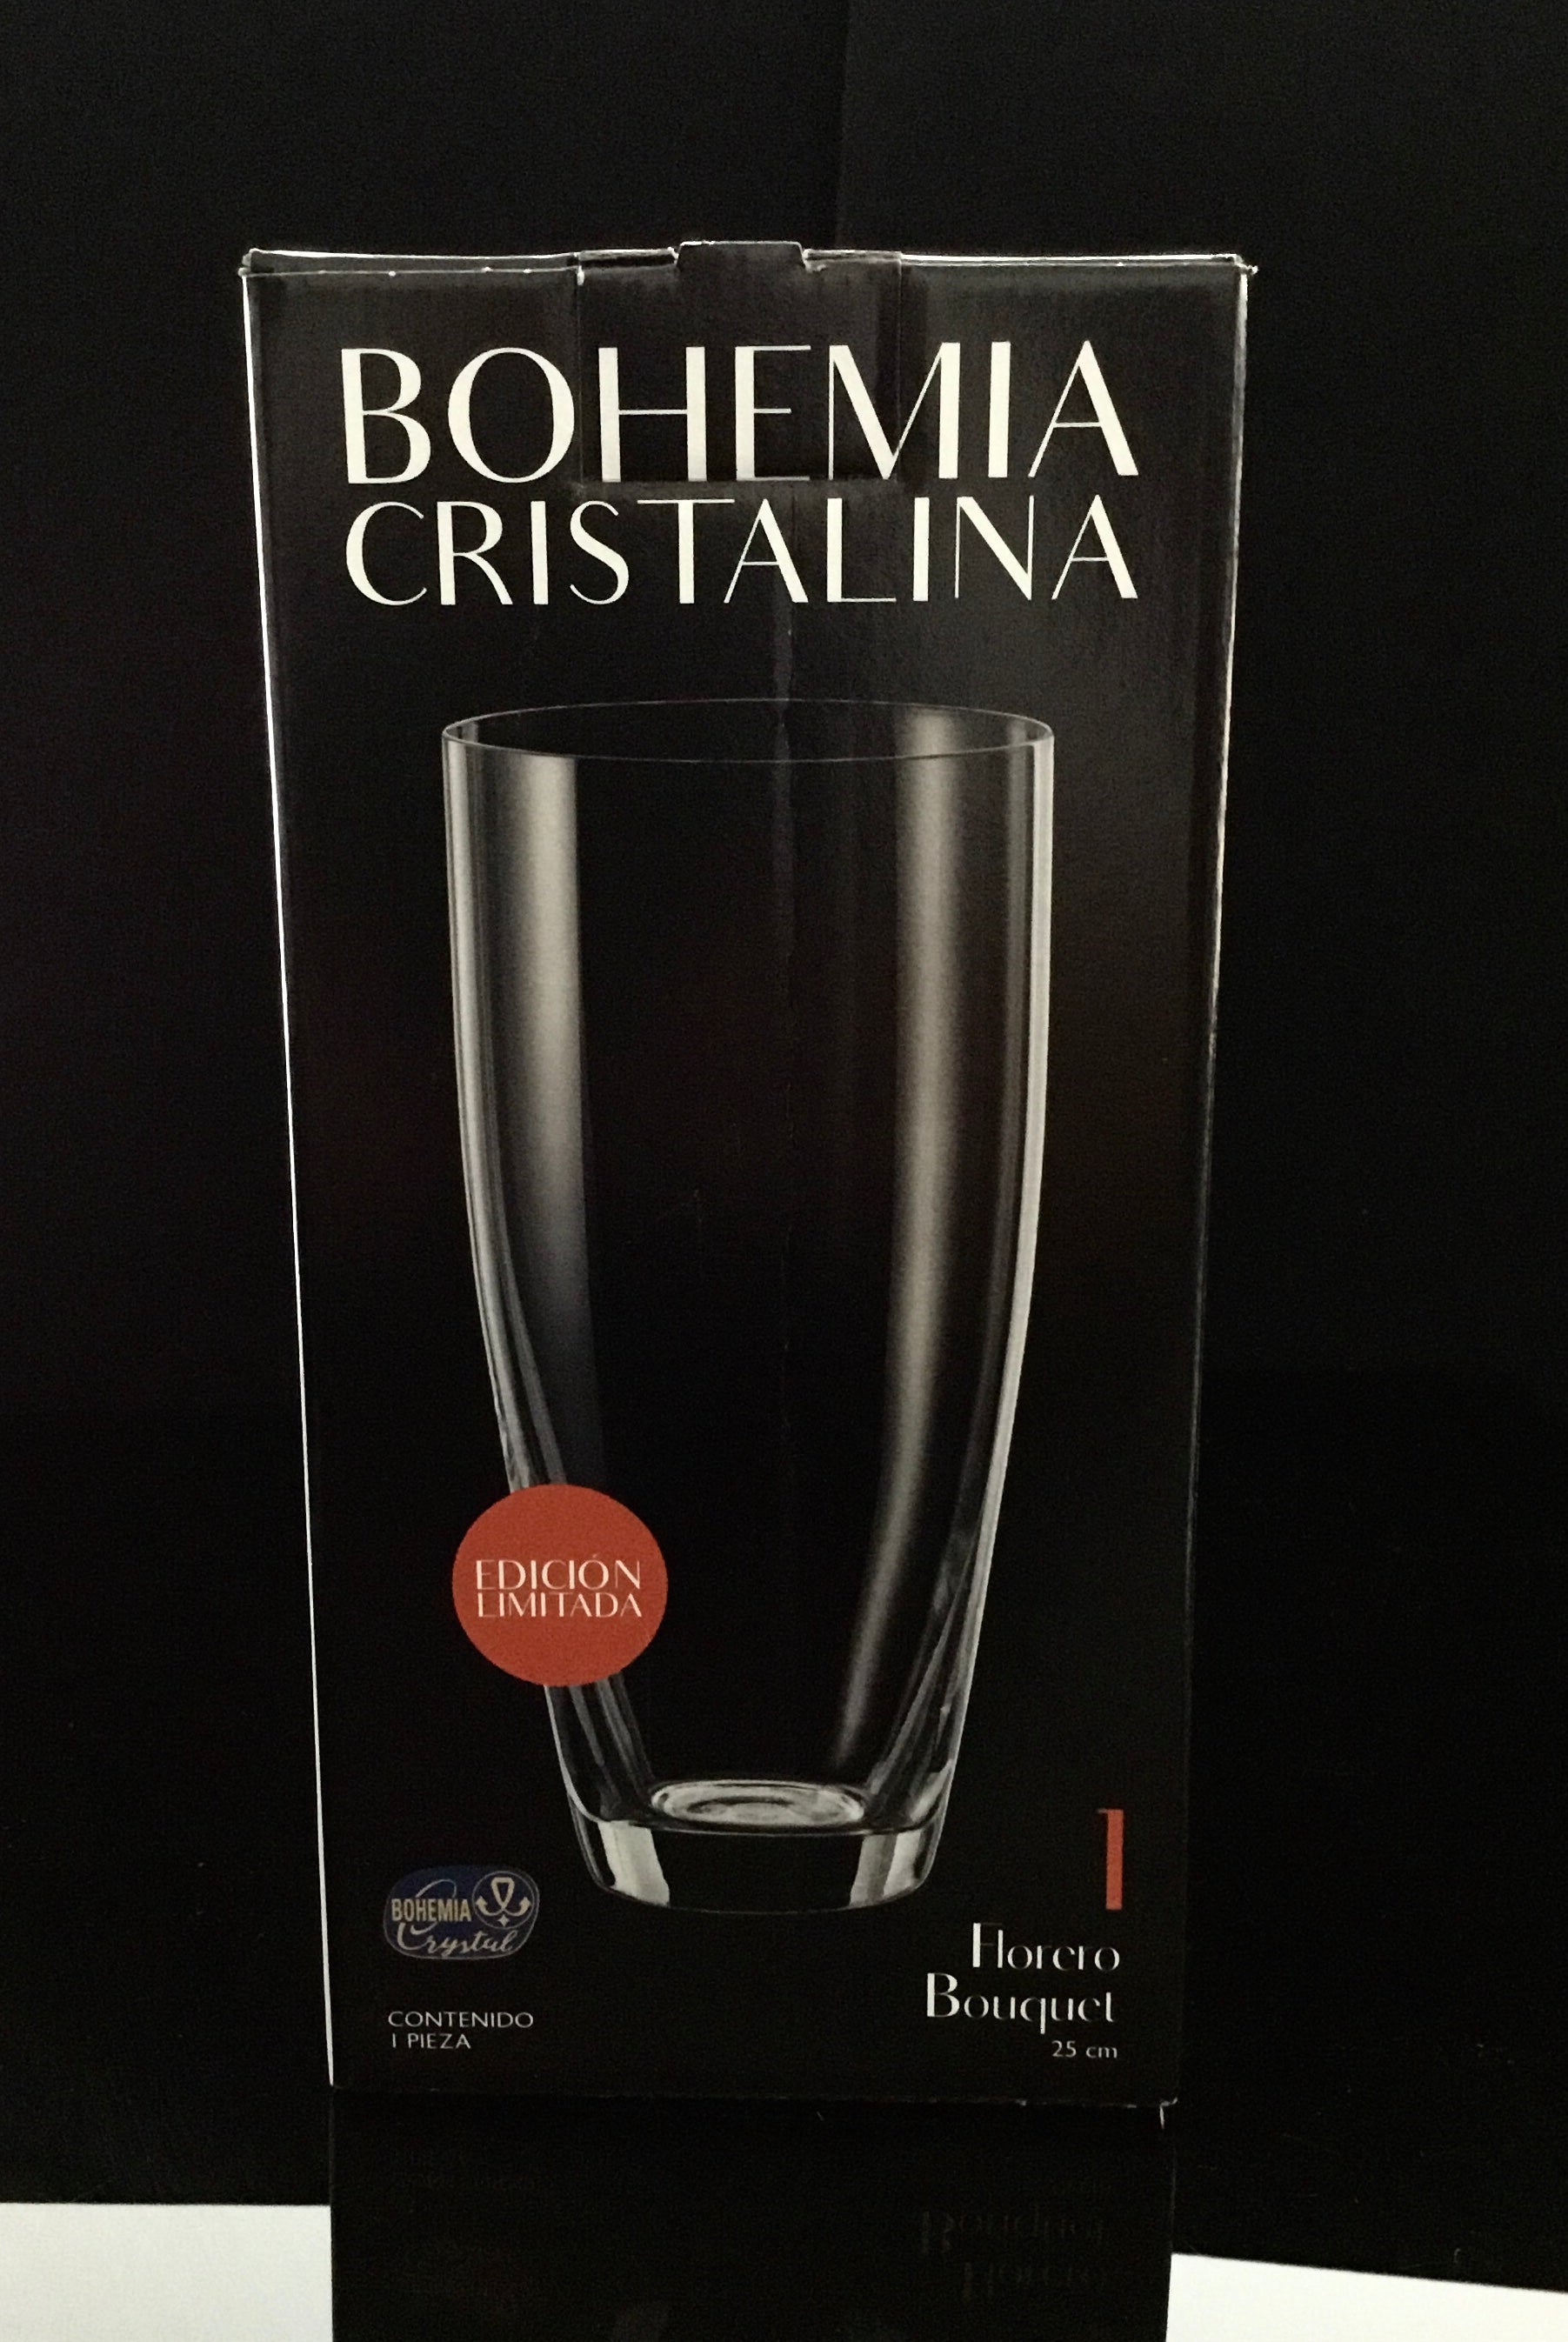 BOHEMIA
CRISTALINA
EDICIÓN
LIMITADA
BOHEMIA
Crystal
CONTENIDO
1 PIEZA
1
Florero
Bouquet
25 cm